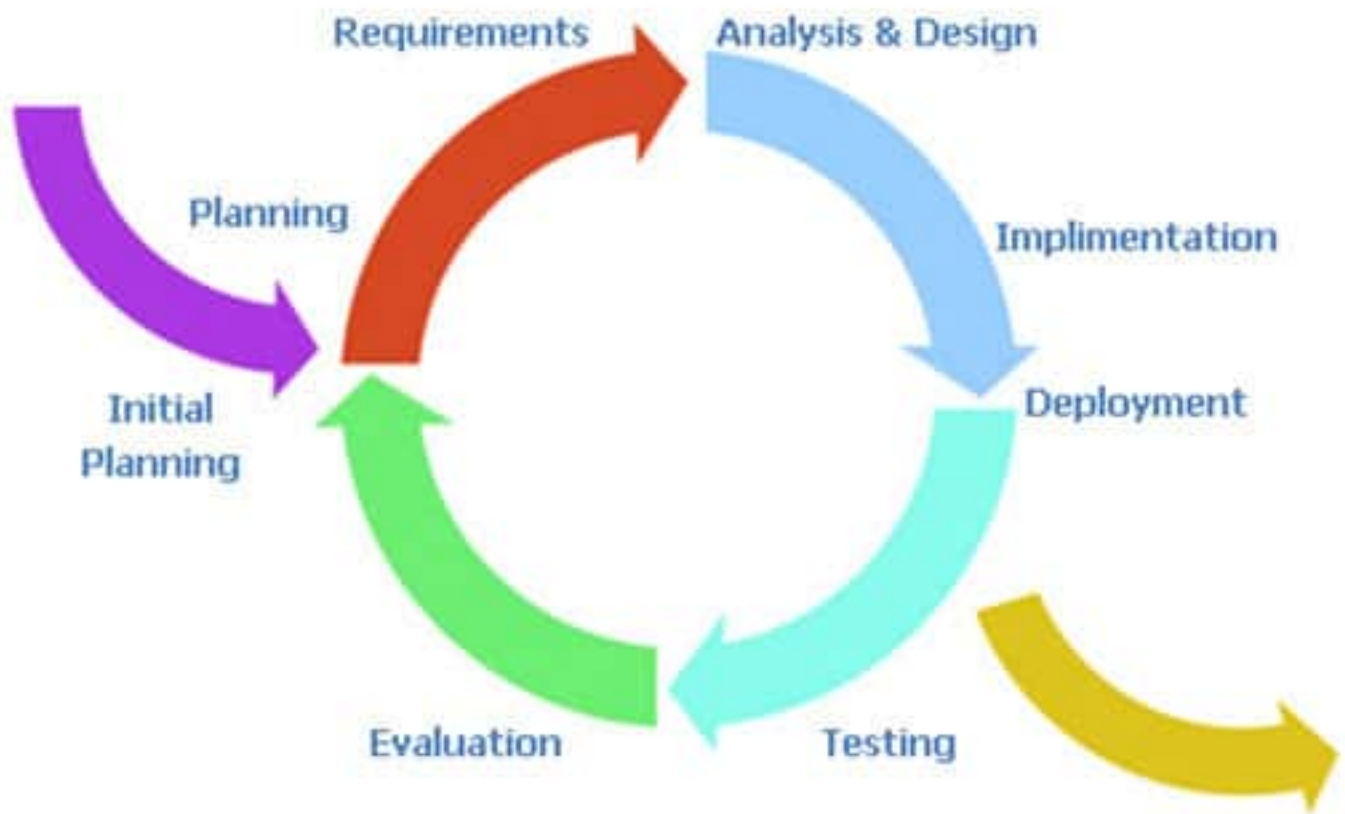 Requirements
Analysis & Design
Planning
Implimentation
Initial
Planning
Deployment
Evaluation
Testing